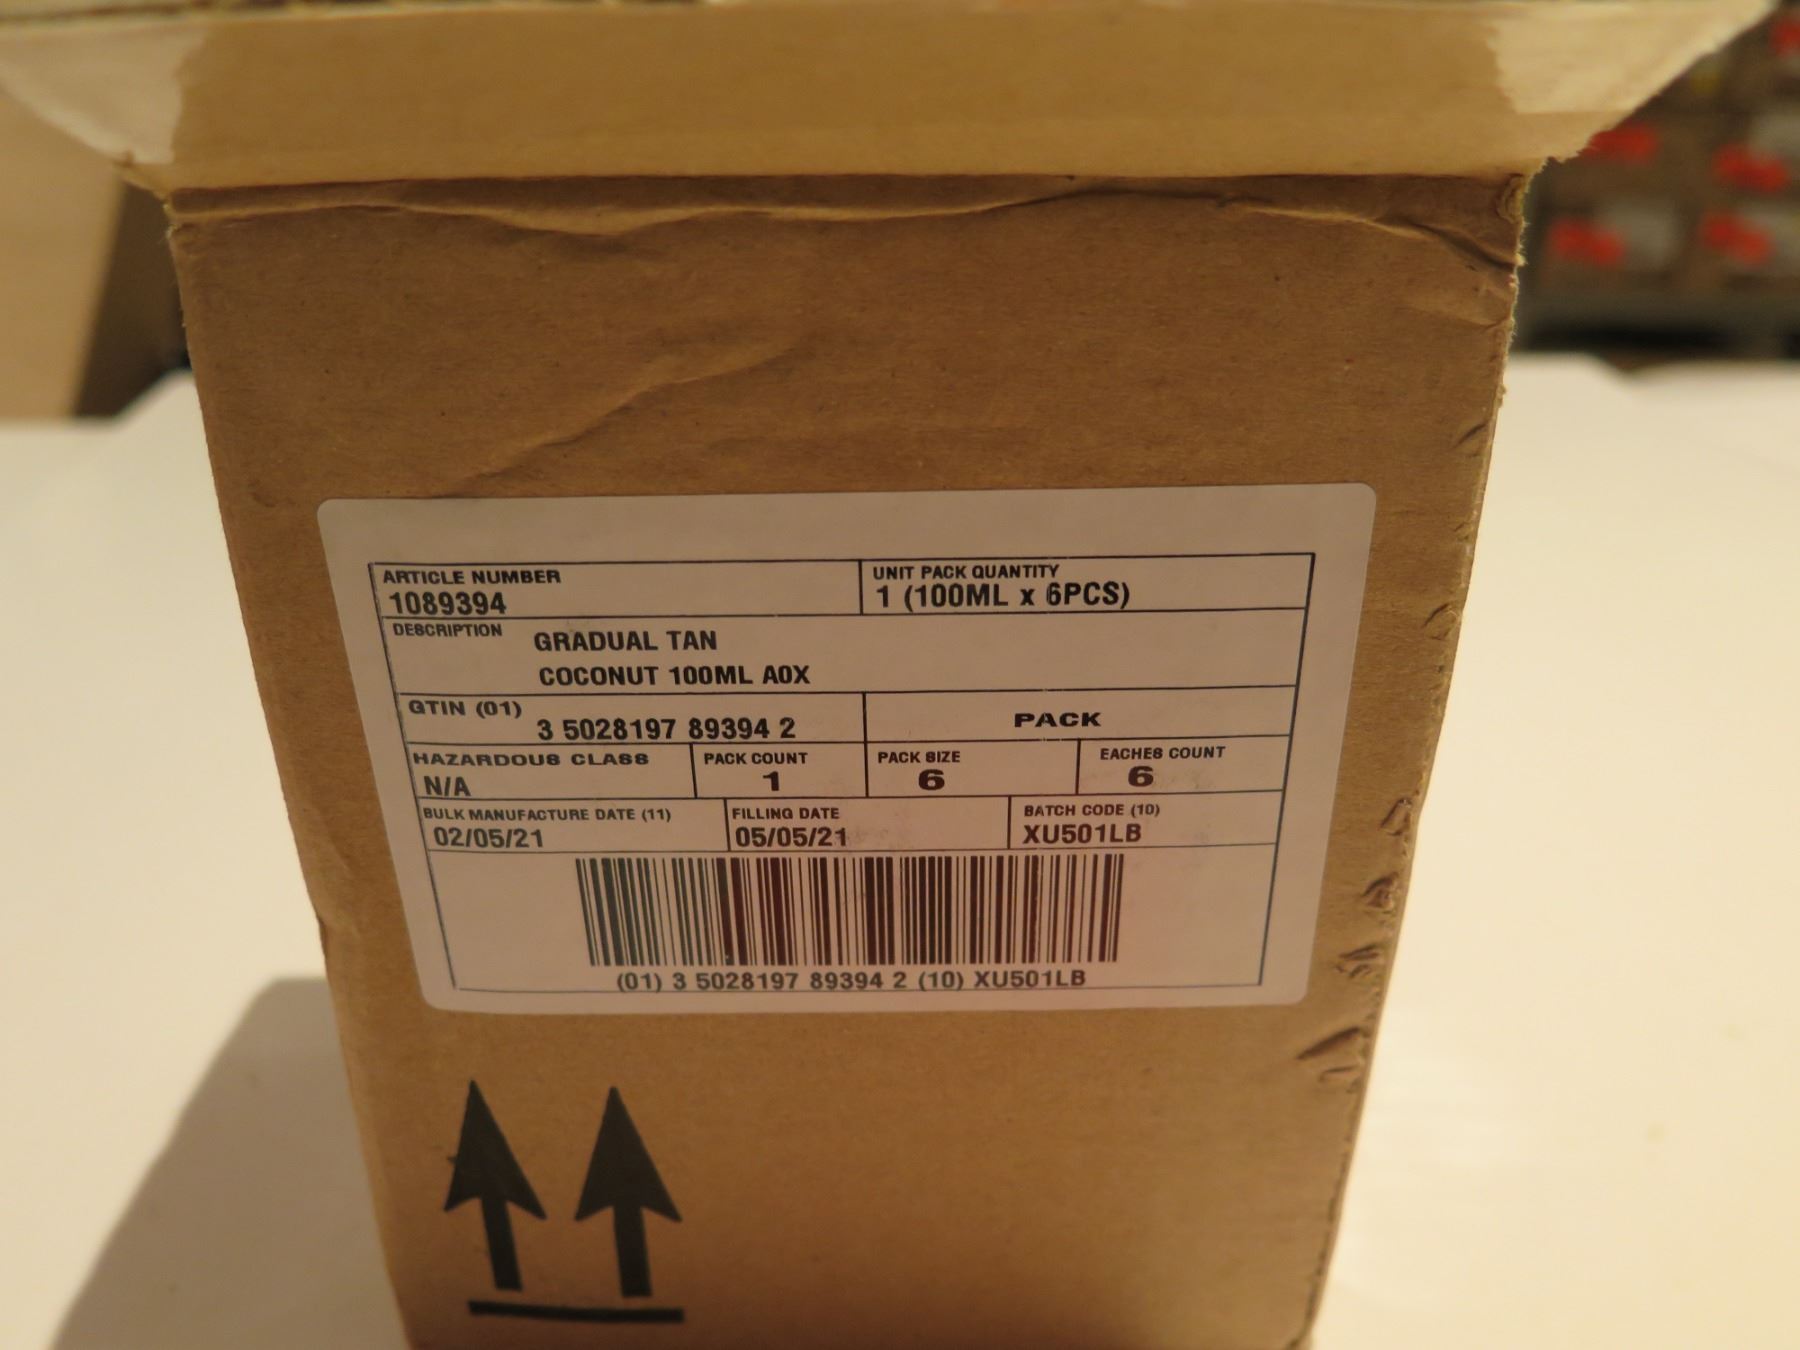 ARTICLE NUMBER
1089394
UNIT PACK QUANTITY
1 (100ML x 6PCS)
DESCRIPTION
GRADUAL TAN
COCONUT 100ML A0X
GTIN (01)
3 5028197 89394 2
PACK
HAZARDOUS CLASS
N/A
PACK COUNT
1
PACK SIZE
6
EACHES COUNT
6
BULK MANUFACTURE DATE (11)
02/05/21
FILLING DATE
05/05/21
BATCH CODE (10)
XU501LB
(01) 3 5028197 89394 2 (10) XU501LB